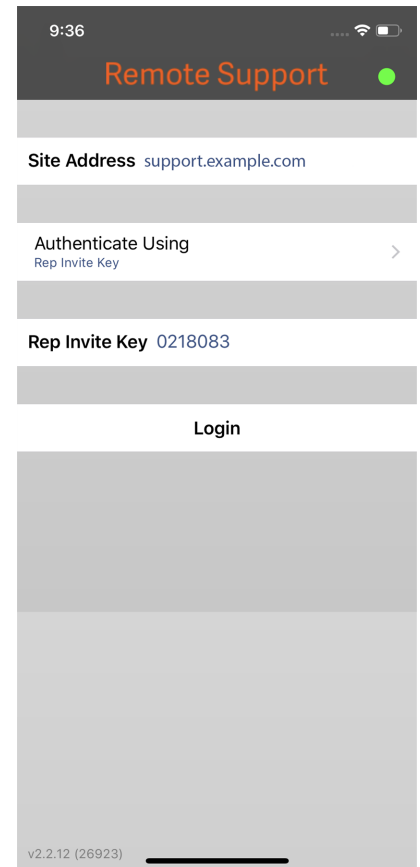 9:36
Remote Support
Site Address support.example.com
Authenticate Using
Rep Invite Key
Rep Invite Key 0218083
Login
v2.2.12 (26923)